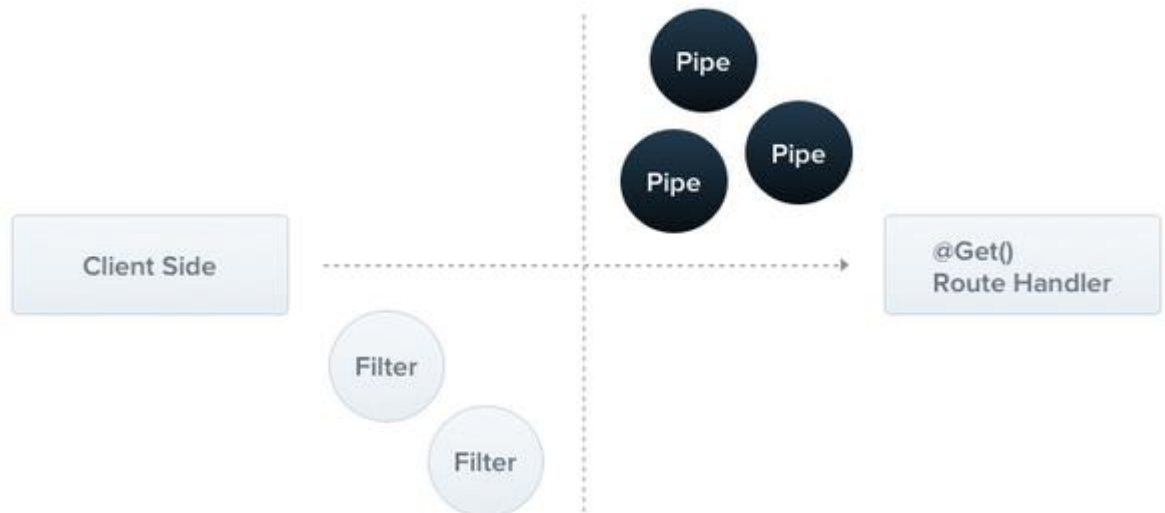 Pipe
Pipe
Pipe
Client Side
@Get()
Route Handler
Filter
Filter